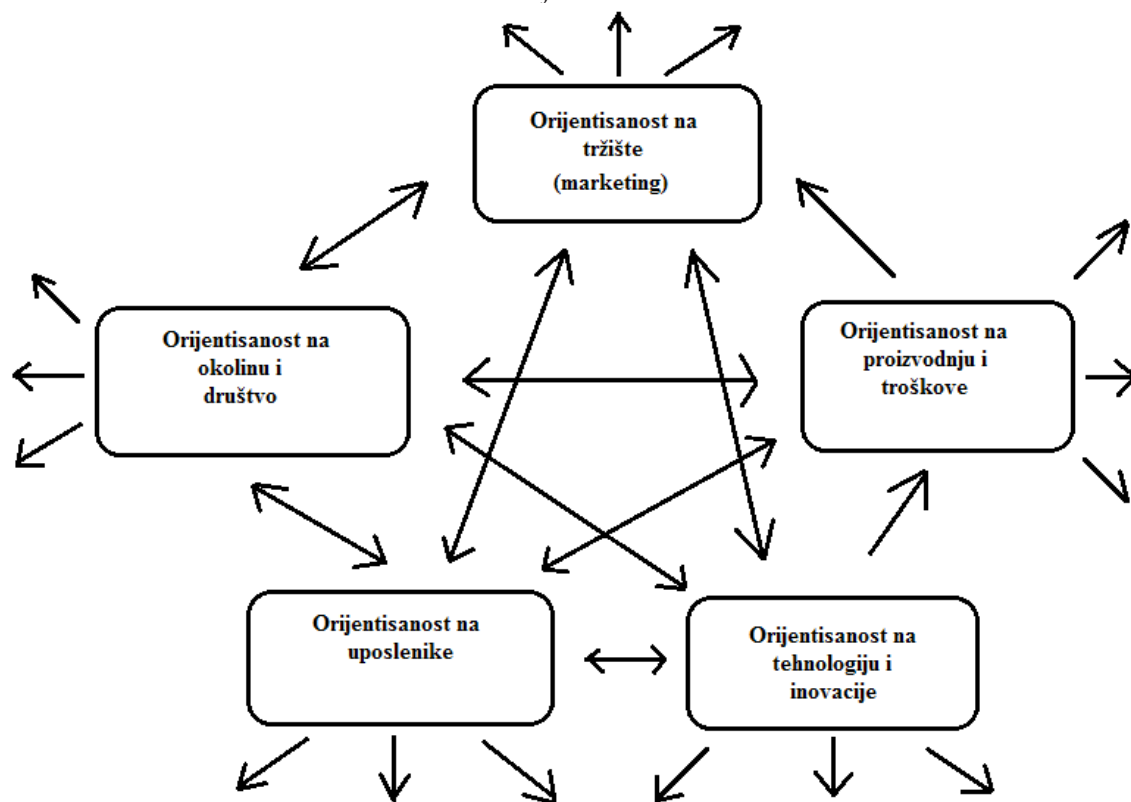 Orijentisanost na
tržište
(marketing)
Orijentisanost na
okolinu i
društvo
Orijentisanost na
proizvodnju i
troškove
Orijentisanost na
uposlenike
Orijentisanost na
tehnologiju i
inovacije